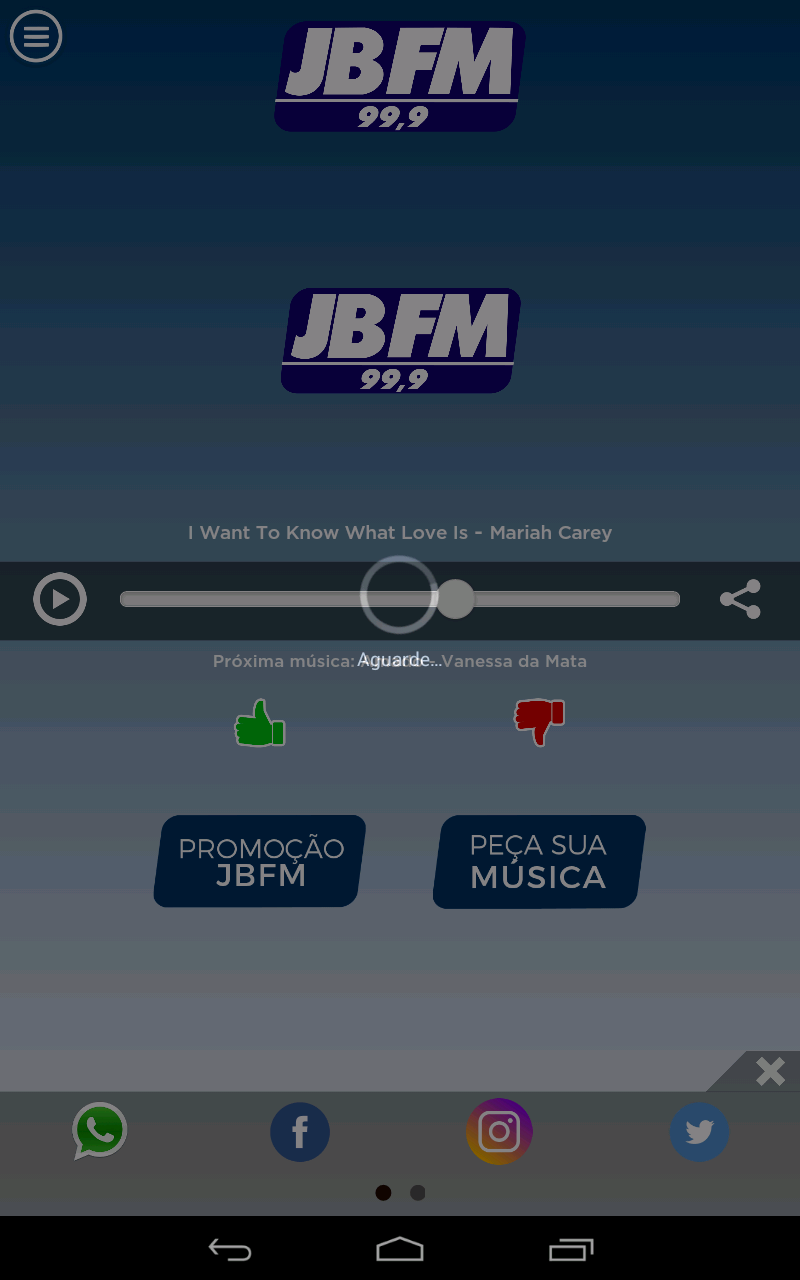 JBFM
99,9
JBFM
99,9
I Want To Know What Love Is - Mariah Carey
Próxima música: - Vanessa da Mata
Aguarde...
PROMOÇÃO
JBFM
PEÇA SUA
MÚSICA